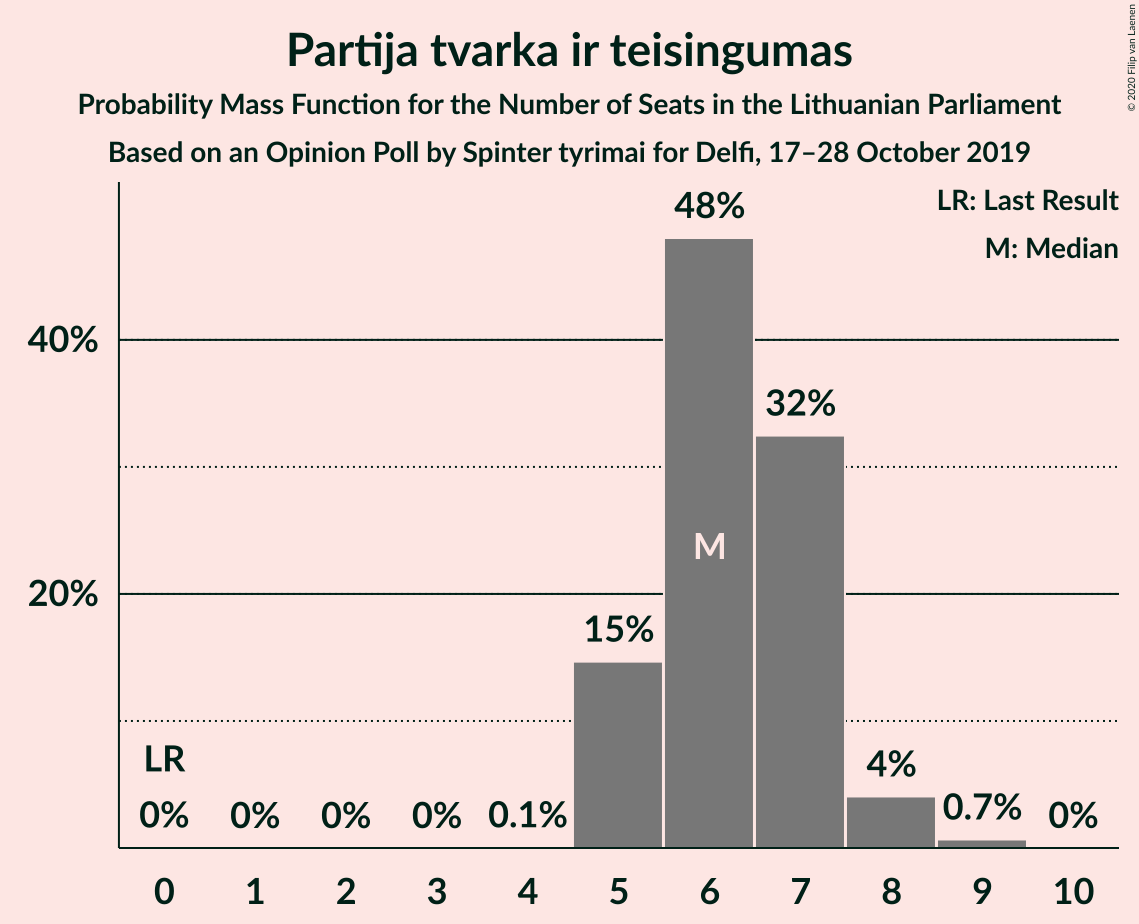 Partija tvarka ir teisingumas
Probability Mass Function for the Number of Seats in the Lithuanian Parliament
Based on an Opinion Poll by Spinter tyrimai for Delfi, 17–28 October 2019
© 2020 Filip van Laenen
LR: Last Result
M: Median
48%
40%
32%
M
20%
15%
LR
4%
0% 0% 0% 0% 0.1% 0.7% 0%
0 1 2 3 4 5 6 7 8 9 10